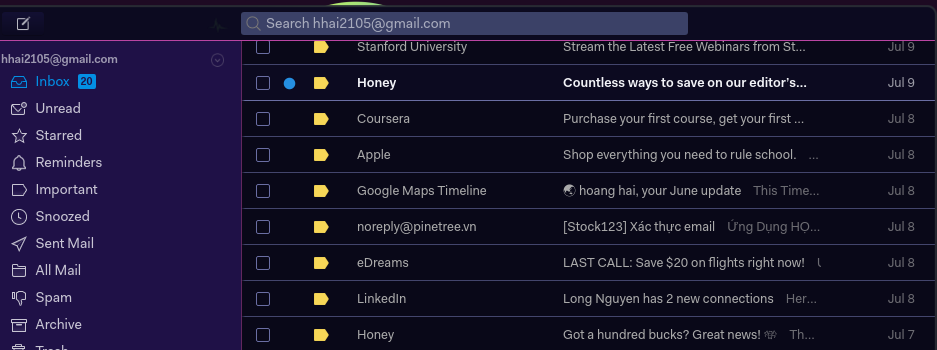 Search hhai2105@gmail.com
hhai2105@gmail.com
Inbox 20
Unread
Starred
Reminders
Important
Snoozed
Sent Mail
All Mail
Spam
Archive
Trash
Stanford University Stream the Latest Free Webinars from St... Jul 9
Honey Countless ways to save on our editor's... Jul 9
Coursera Purchase your first course, get your first ... Jul 8
Apple Shop everything you need to rule school. ... Jul 8
Google Maps Timeline 🌏 hoang hai, your June update This Time... Jul 8
noreply@pinetree.vn [Stock123] Xác thực email Ứng Dụng HỌ... Jul 8
eDreams LAST CALL: Save $20 on flights right now! Jul 8
LinkedIn Long Nguyen has 2 new connections Her... Jul 8
Honey Got a hundred bucks? Great news! 💸 Th... Jul 7